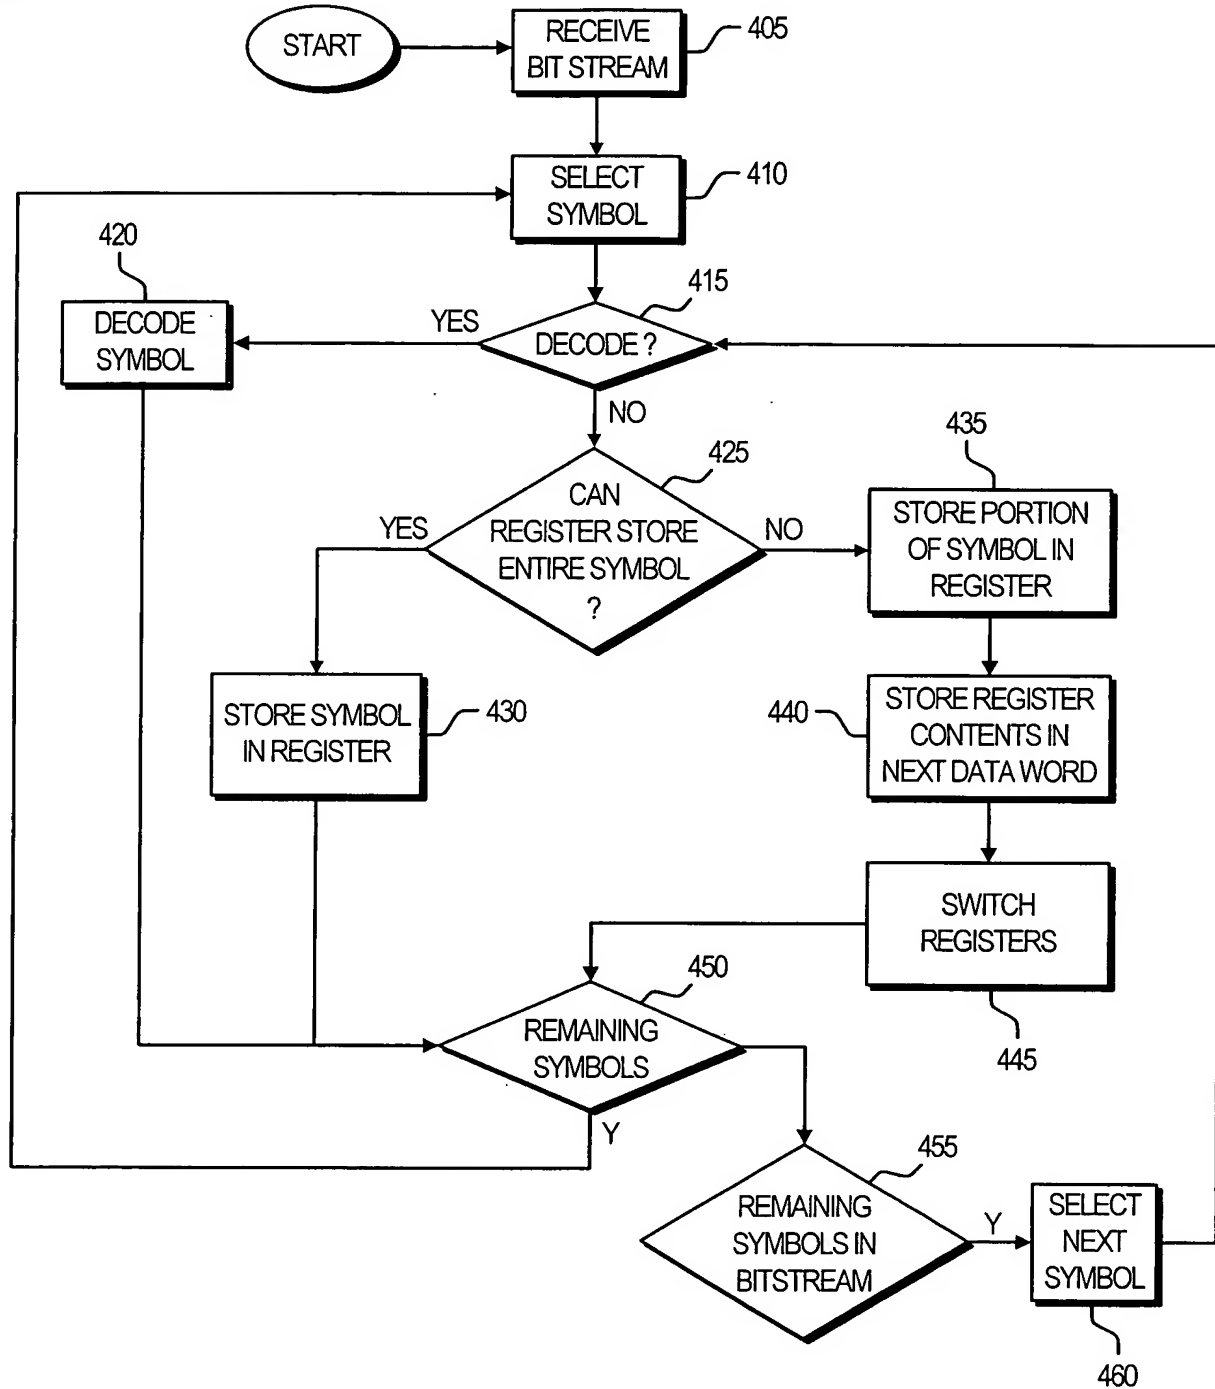 START
RECEIVE
BIT STREAM
405
SELECT
SYMBOL
410
420
DECODE
SYMBOL
YES
DECODE ?
415
NO
CAN
REGISTER STORE
ENTIRE SYMBOL
?
425
YES
NO
435
STORE PORTION
OF SYMBOL IN
REGISTER
STORE SYMBOL
IN REGISTER
430
440
STORE REGISTER
CONTENTS IN
NEXT DATA WORD
SWITCH
REGISTERS
445
REMAINING
SYMBOLS
450
Y
REMAINING
SYMBOLS IN
BITSTREAM
455
Y
SELECT
NEXT
SYMBOL
460